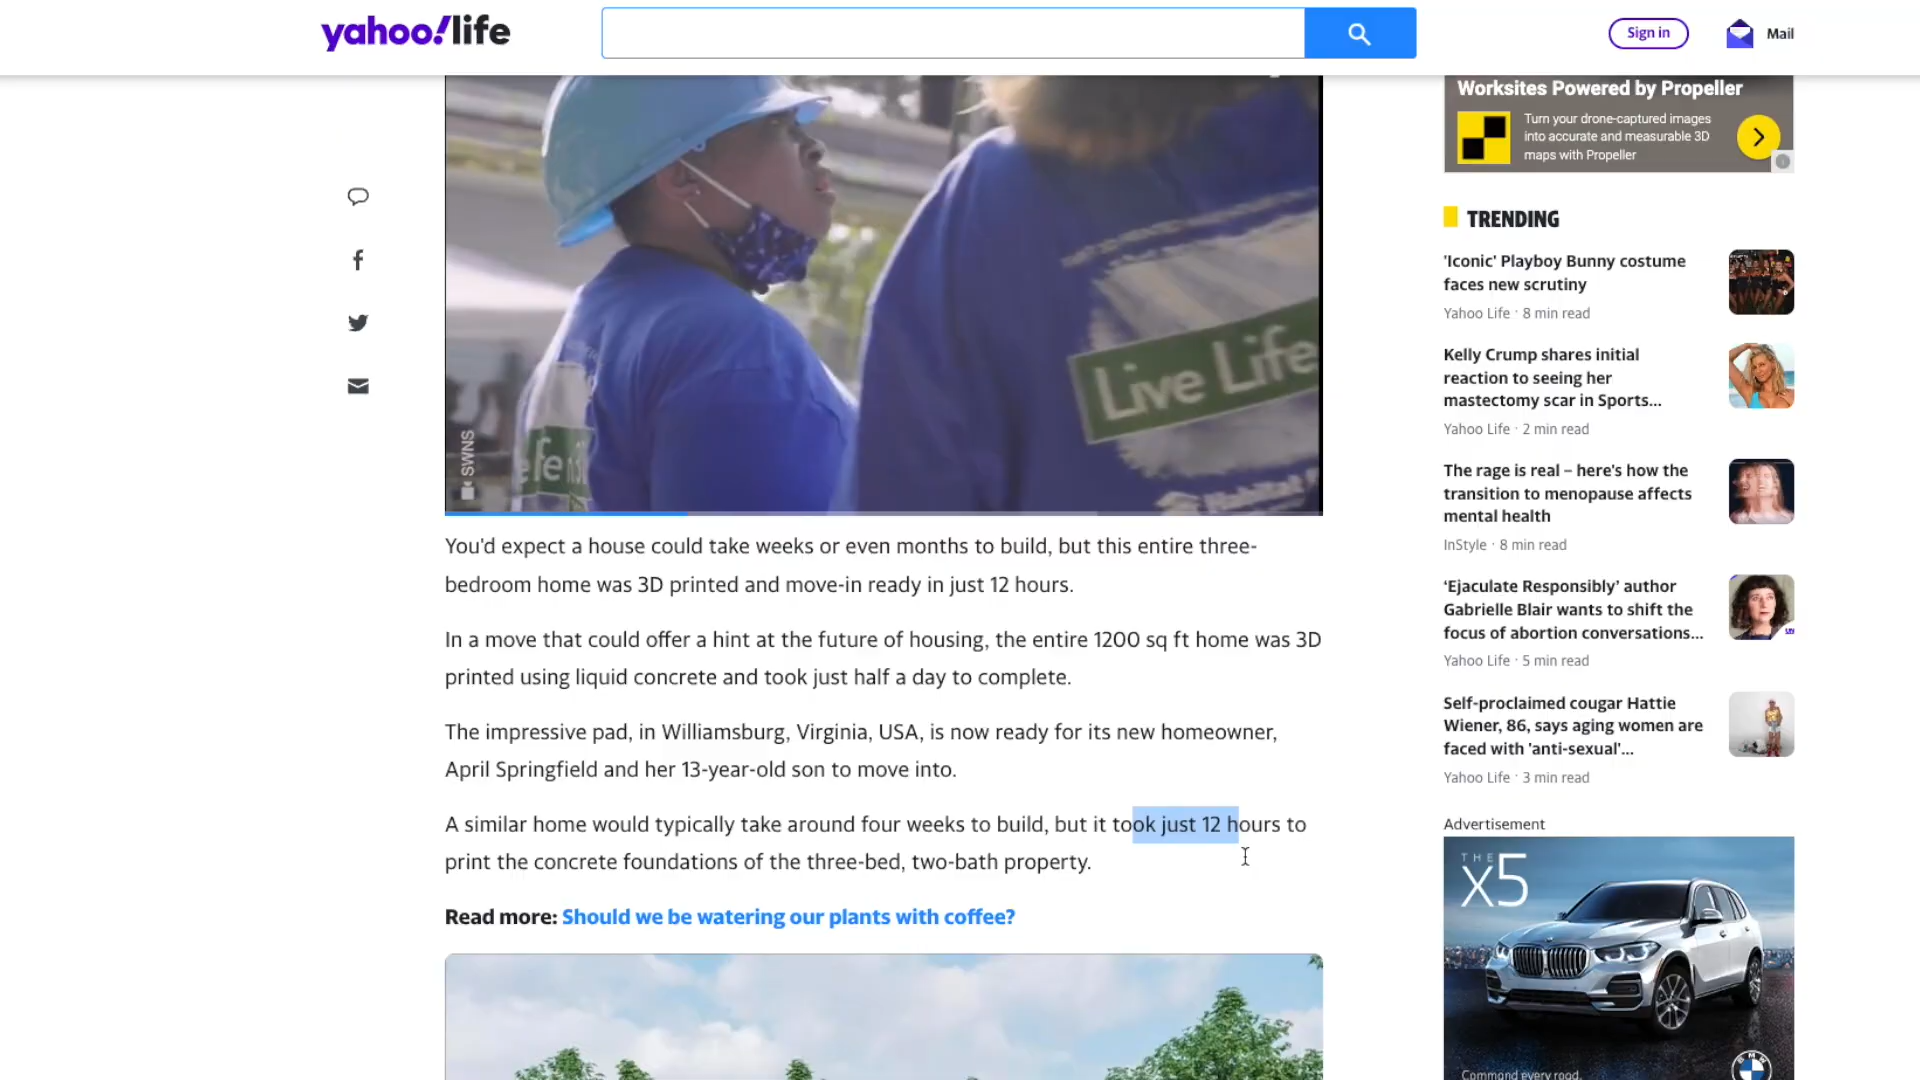 yahoo!life
Sign in
Mail
Worksites Powered by Propeller
Turn your drone-captured images
into accurate and measurable 3D
maps with Propeller
TRENDING
'Iconic' Playboy Bunny costume
faces new scrutiny
Yahoo Life · 8 min read
Kelly Crump shares initial
reaction to seeing her
mastectomy scar in Sports...
Yahoo Life · 2 min read
The rage is real – here's how the
transition to menopause affects
mental health
InStyle · 8 min read
‘Ejaculate Responsibly’ author
Gabrielle Blair wants to shift the
focus of abortion conversations...
Yahoo Life · 5 min read
Self-proclaimed cougar Hattie
Wiener, 86, says aging women are
faced with 'anti-sexual'...
Yahoo Life · 3 min read
Advertisement
THE
X5
BMW
Command every road.
Live Life
SWNS
You'd expect a house could take weeks or even months to build, but this entire three-
bedroom home was 3D printed and move-in ready in just 12 hours.
In a move that could offer a hint at the future of housing, the entire 1200 sq ft home was 3D
printed using liquid concrete and took just half a day to complete.
The impressive pad, in Williamsburg, Virginia, USA, is now ready for its new homeowner,
April Springfield and her 13-year-old son to move into.
A similar home would typically take around four weeks to build, but it took just 12 hours to
print the concrete foundations of the three-bed, two-bath property.
Read more: Should we be watering our plants with coffee?